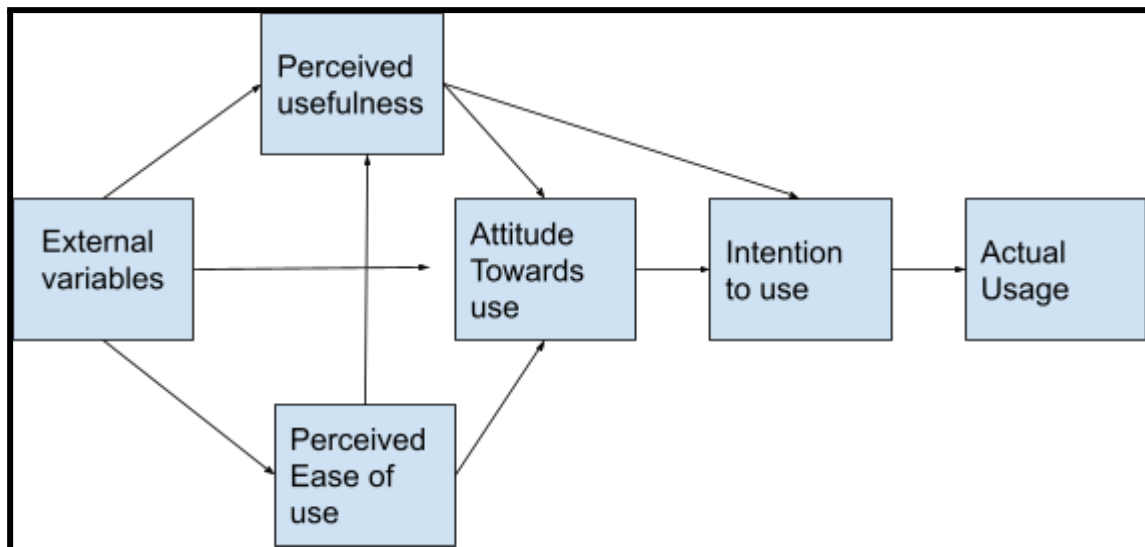 Perceived
usefulness
External
variables
Attitude
Towards
use
Intention
to use
Actual
Usage
Perceived
Ease of
use